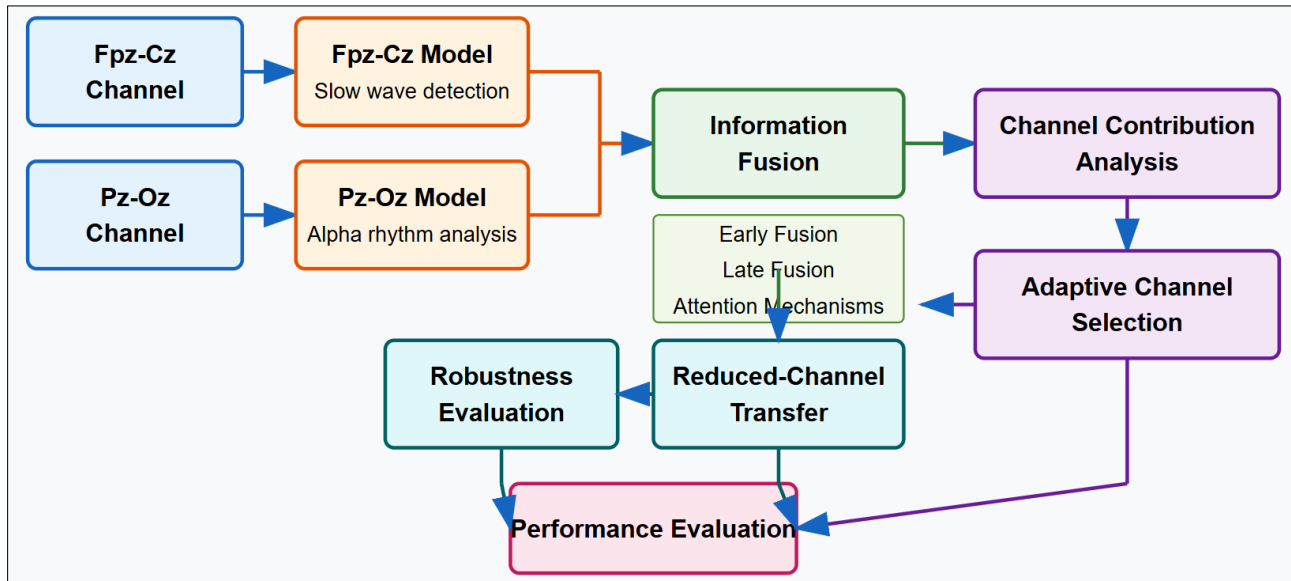 Fpz-Cz
Channel
Fpz-Cz Model
Slow wave detection
Information
Fusion
Channel Contribution
Analysis
Pz-Oz
Channel
Pz-Oz Model
Alpha rhythm analysis
Early Fusion
Late Fusion
Attention Mechanisms
Adaptive Channel
Selection
Robustness
Evaluation
Reduced-Channel
Transfer
Performance Evaluation